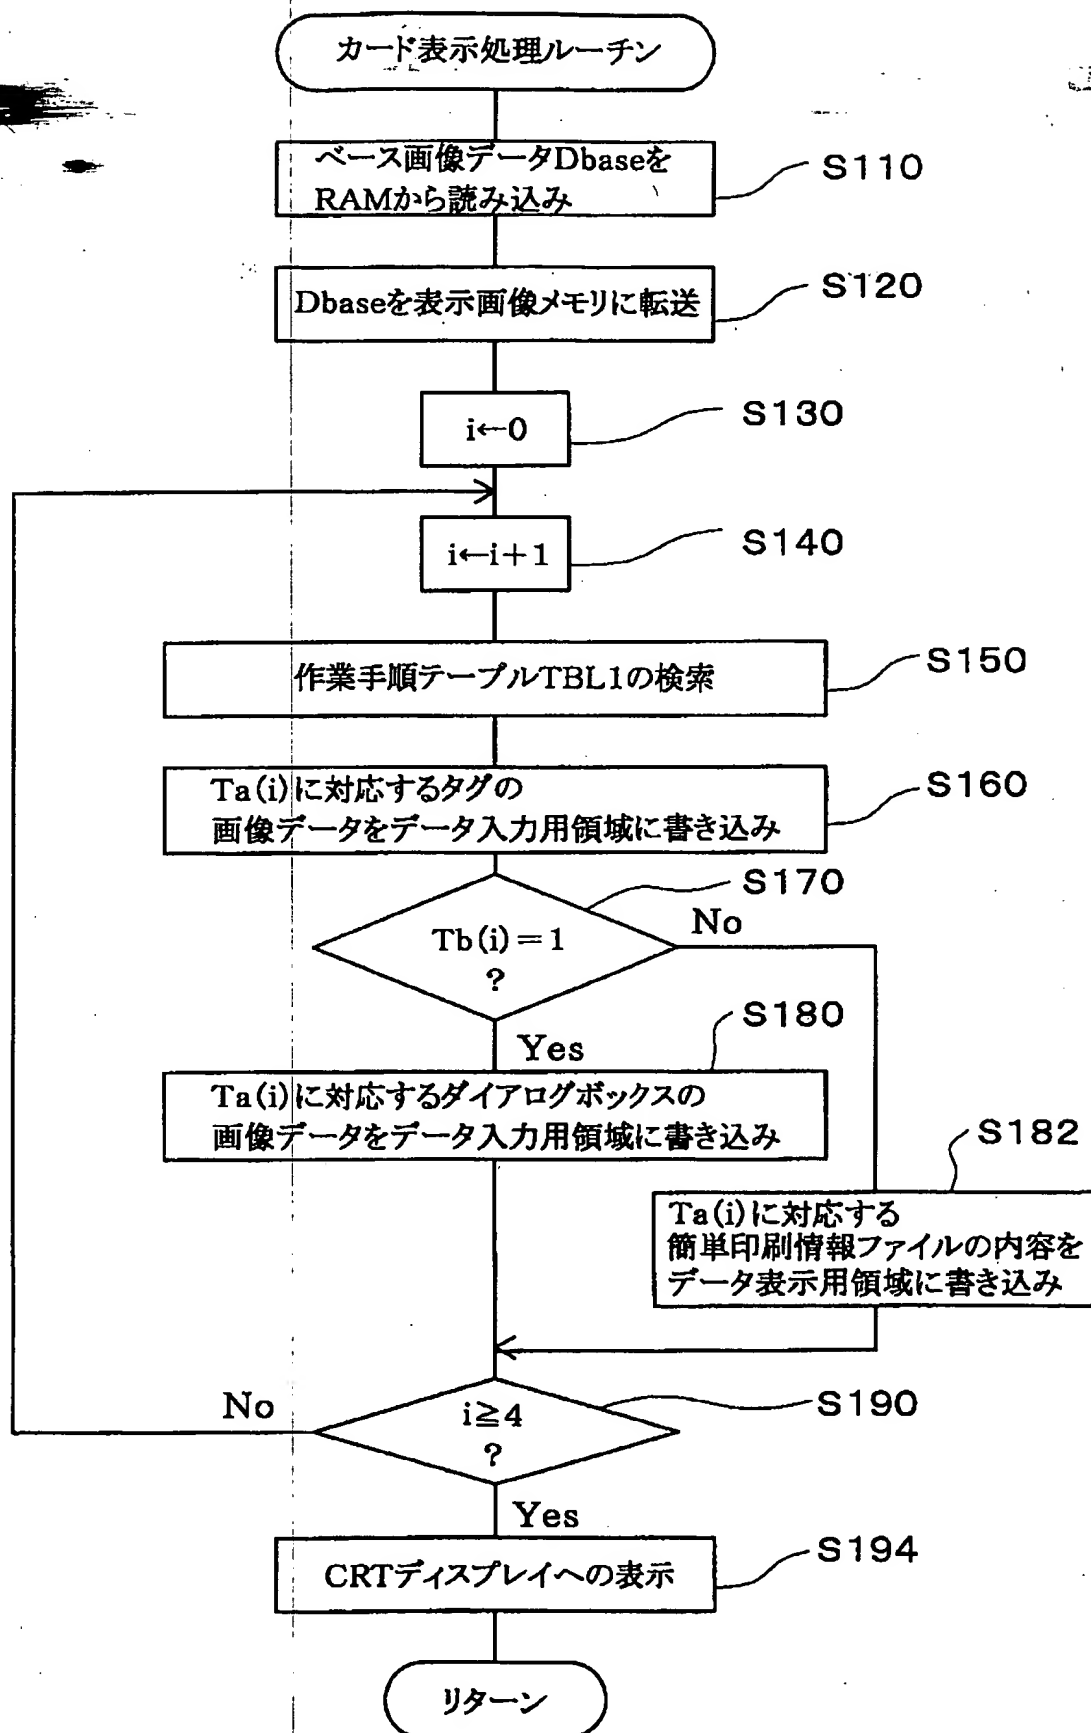 カード表示処理ルーチン
ベース画像データDbaseを
RAMから読み込み
S110
Dbaseを表示画像メモリに転送
S120
i←0
S130
i←i+1
S140
作業手順テーブルTBL1の検索
S150
Ta(i)に対応するタグの
画像データをデータ入力用領域に書き込み
S160
S170
Tb(i)=1
?
No
Yes
S180
Ta(i)に対応するダイアログボックスの
画像データをデータ入力用領域に書き込み
S182
Ta(i)に対応する
簡単印刷情報ファイルの内容を
データ表示用領域に書き込み
i≧4
?
S190
No
Yes
CRTディスプレイへの表示
S194
リターン